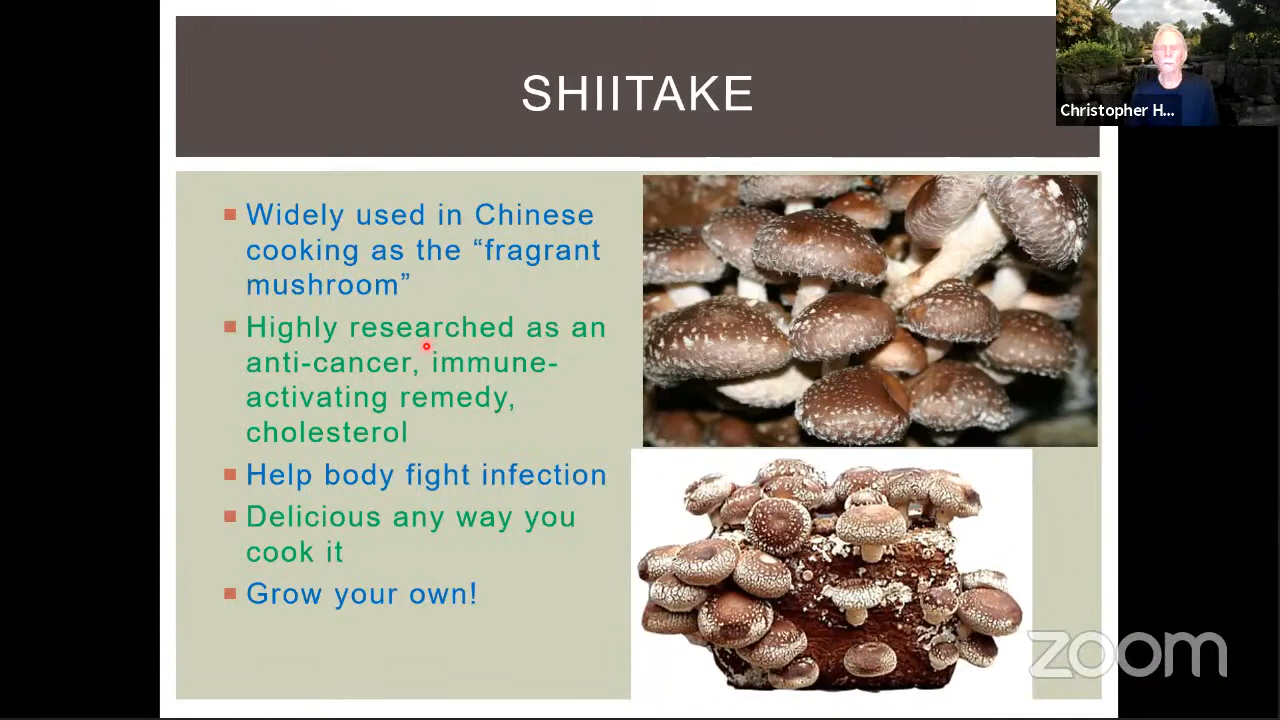 SHIITAKE
Christopher H...
Widely used in Chinese
cooking as the “fragrant
mushroom”
Highly researched as an
anti-cancer, immune-
activating remedy,
cholesterol
Help body fight infection
Delicious any way you
cook it
Grow your own!
zoom